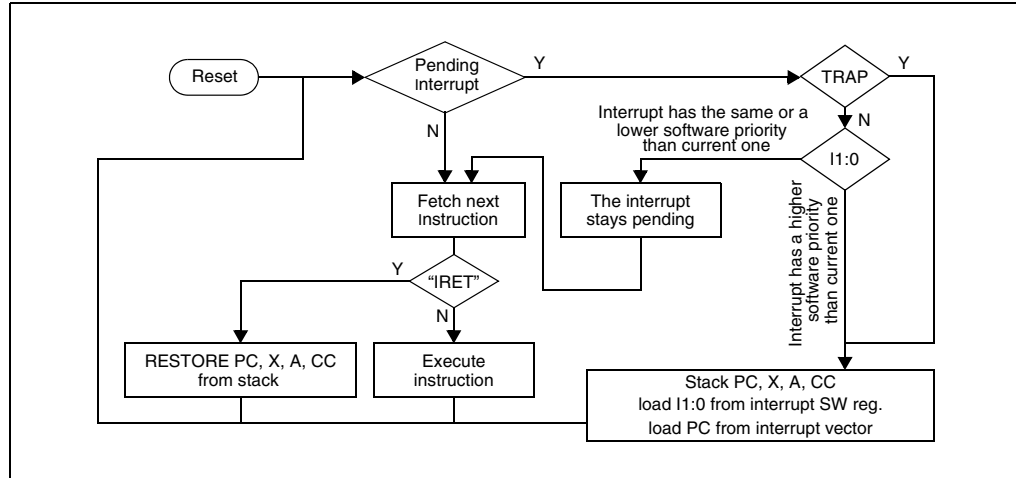 Reset
Pending
Interrupt
Y
TRAP
Y
N
Interrupt has the same or a
lower software priority
than current one
N
I1:0
Fetch next
Instruction
The interrupt
stays pending
Interrupt has a higher
software priority
than current one
Y
“IRET”
N
RESTORE PC, X, A, CC
from stack
Execute
instruction
Stack PC, X, A, CC
load I1:0 from interrupt SW reg.
load PC from interrupt vector